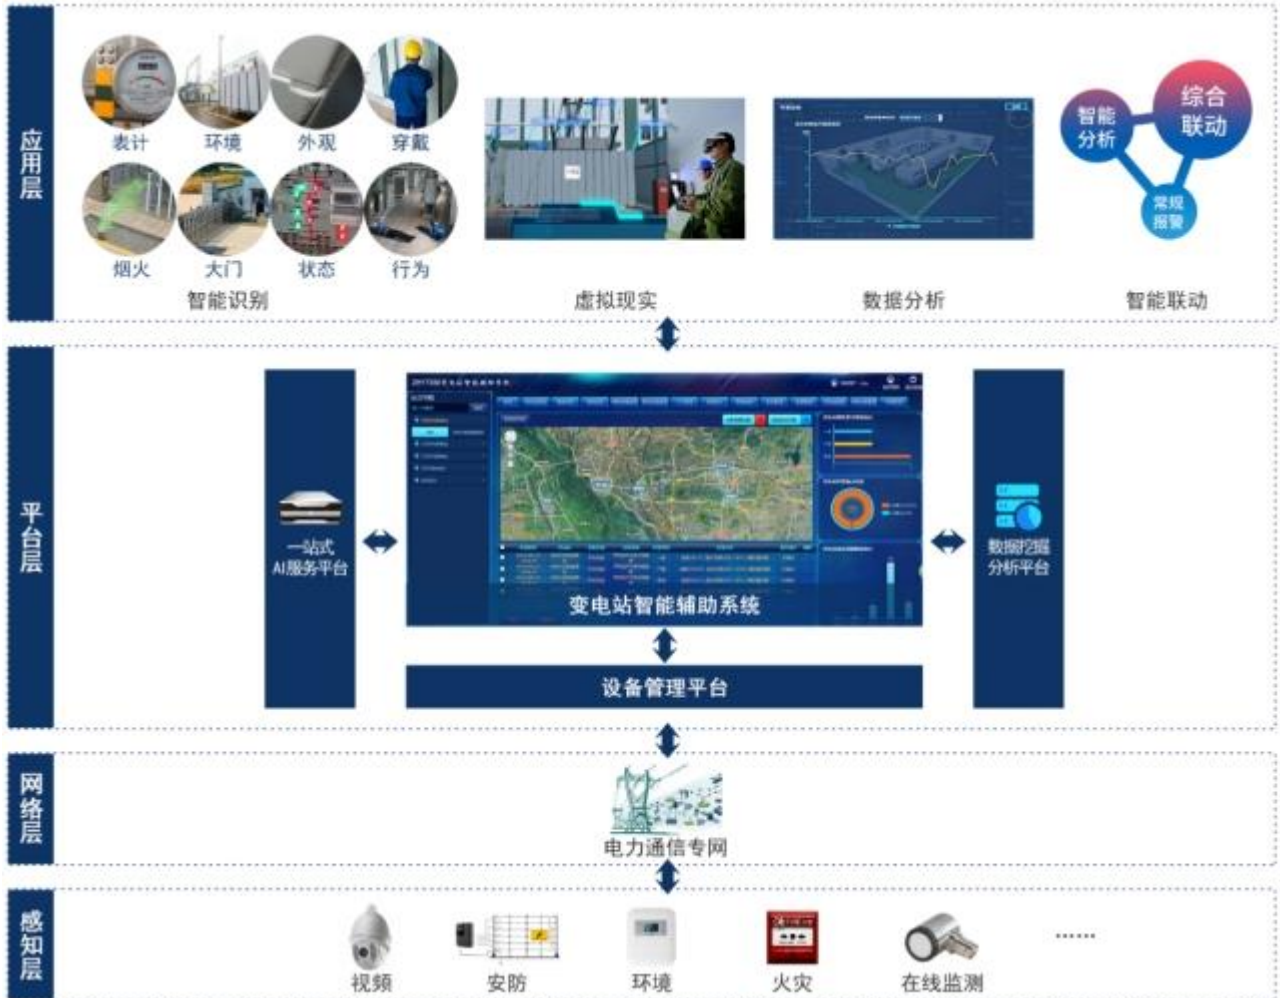 应用层
表计
环境
外观
穿戴
烟火
大门
状态
行为
智能识别
虚拟现实
数据分析
智能
分析
综合
联动
常规
报警
智能联动
平台层
一站式
AI服务平台
变电站智能辅助系统
设备管理平台
数据挖掘
分析平台
网络层
电力通信专网
感知层
视频
安防
环境
火灾
在线监测
……